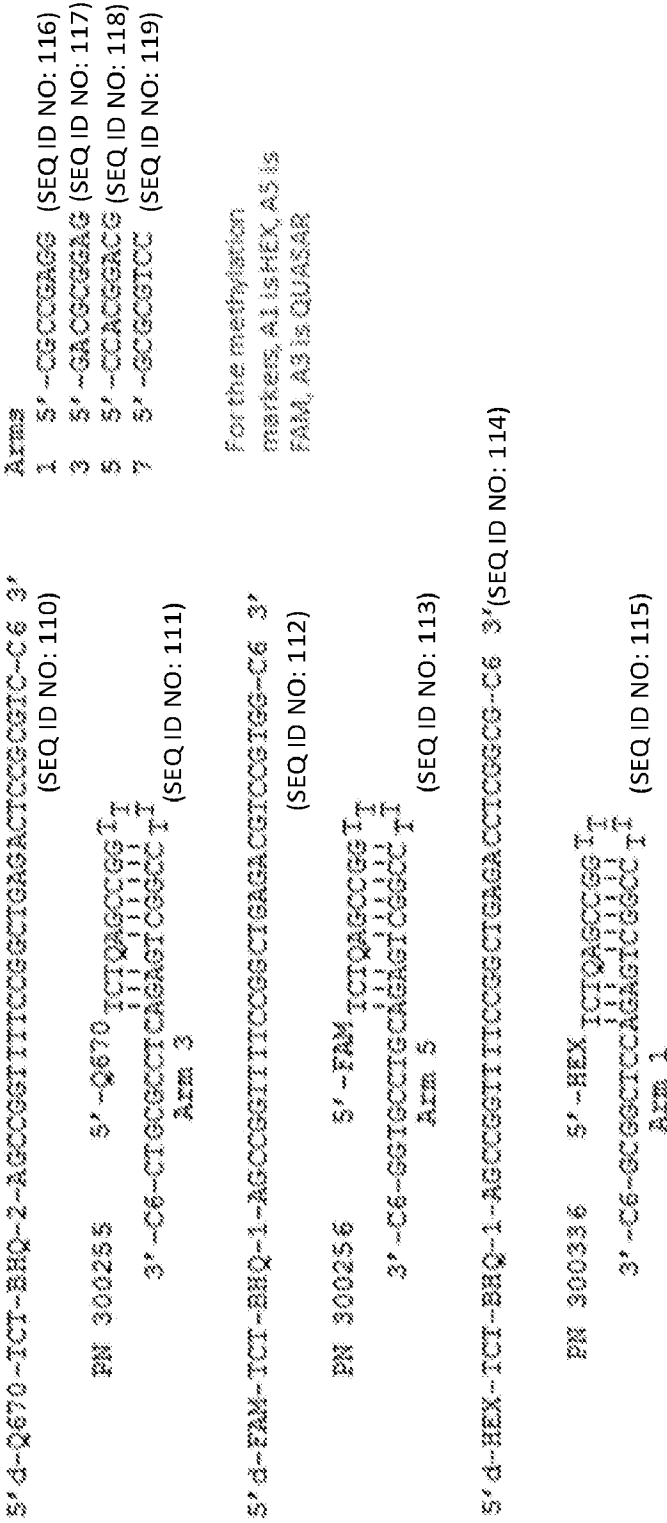 5' d-Q670-TCT-BHQ-2-AGCCGGTTTTCCGGCTGAGACTCCGCGTC-C6 3'
(SEQ ID NO: 110)
PN 300255 5'-Q670 TCTQAGCCGG T T
3'-C6-CTGCGCCTCAGAGTCGGCC T T
Arm 3
(SEQ ID NO: 111)
5' d-FAM-TCT-BHQ-1-AGCCGGTTTTCCGGCTGAGACGTCCGTGG-C6 3'
(SEQ ID NO: 112)
PN 300256 5'-FAM TCTQAGCCGG T T
3'-C6-GGTGCCTGCAGAGTCGGCC T T
Arm 5
(SEQ ID NO: 113)
5' d-HEX-TCT-BHQ-1-AGCCGGTTTTCCGGCTGAGACCTCGGCG-C6 3' (SEQ ID NO: 114)
PN 300336 5'-HEX TCTQAGCCGG T T
3'-C6-GCGGCTCCAGAGTCGGCC T T
Arm 1
(SEQ ID NO: 115)
Arms
1 5'-CGCCGAGG (SEQ ID NO: 116)
3 5'-GACGCGGAG (SEQ ID NO: 117)
5 5'-CCACGGACG (SEQ ID NO: 118)
7 5'-GCGCGTCC (SEQ ID NO: 119)
For the methylation
markers, A1 is HEX, A5 is
FAM, A3 is QUASAR